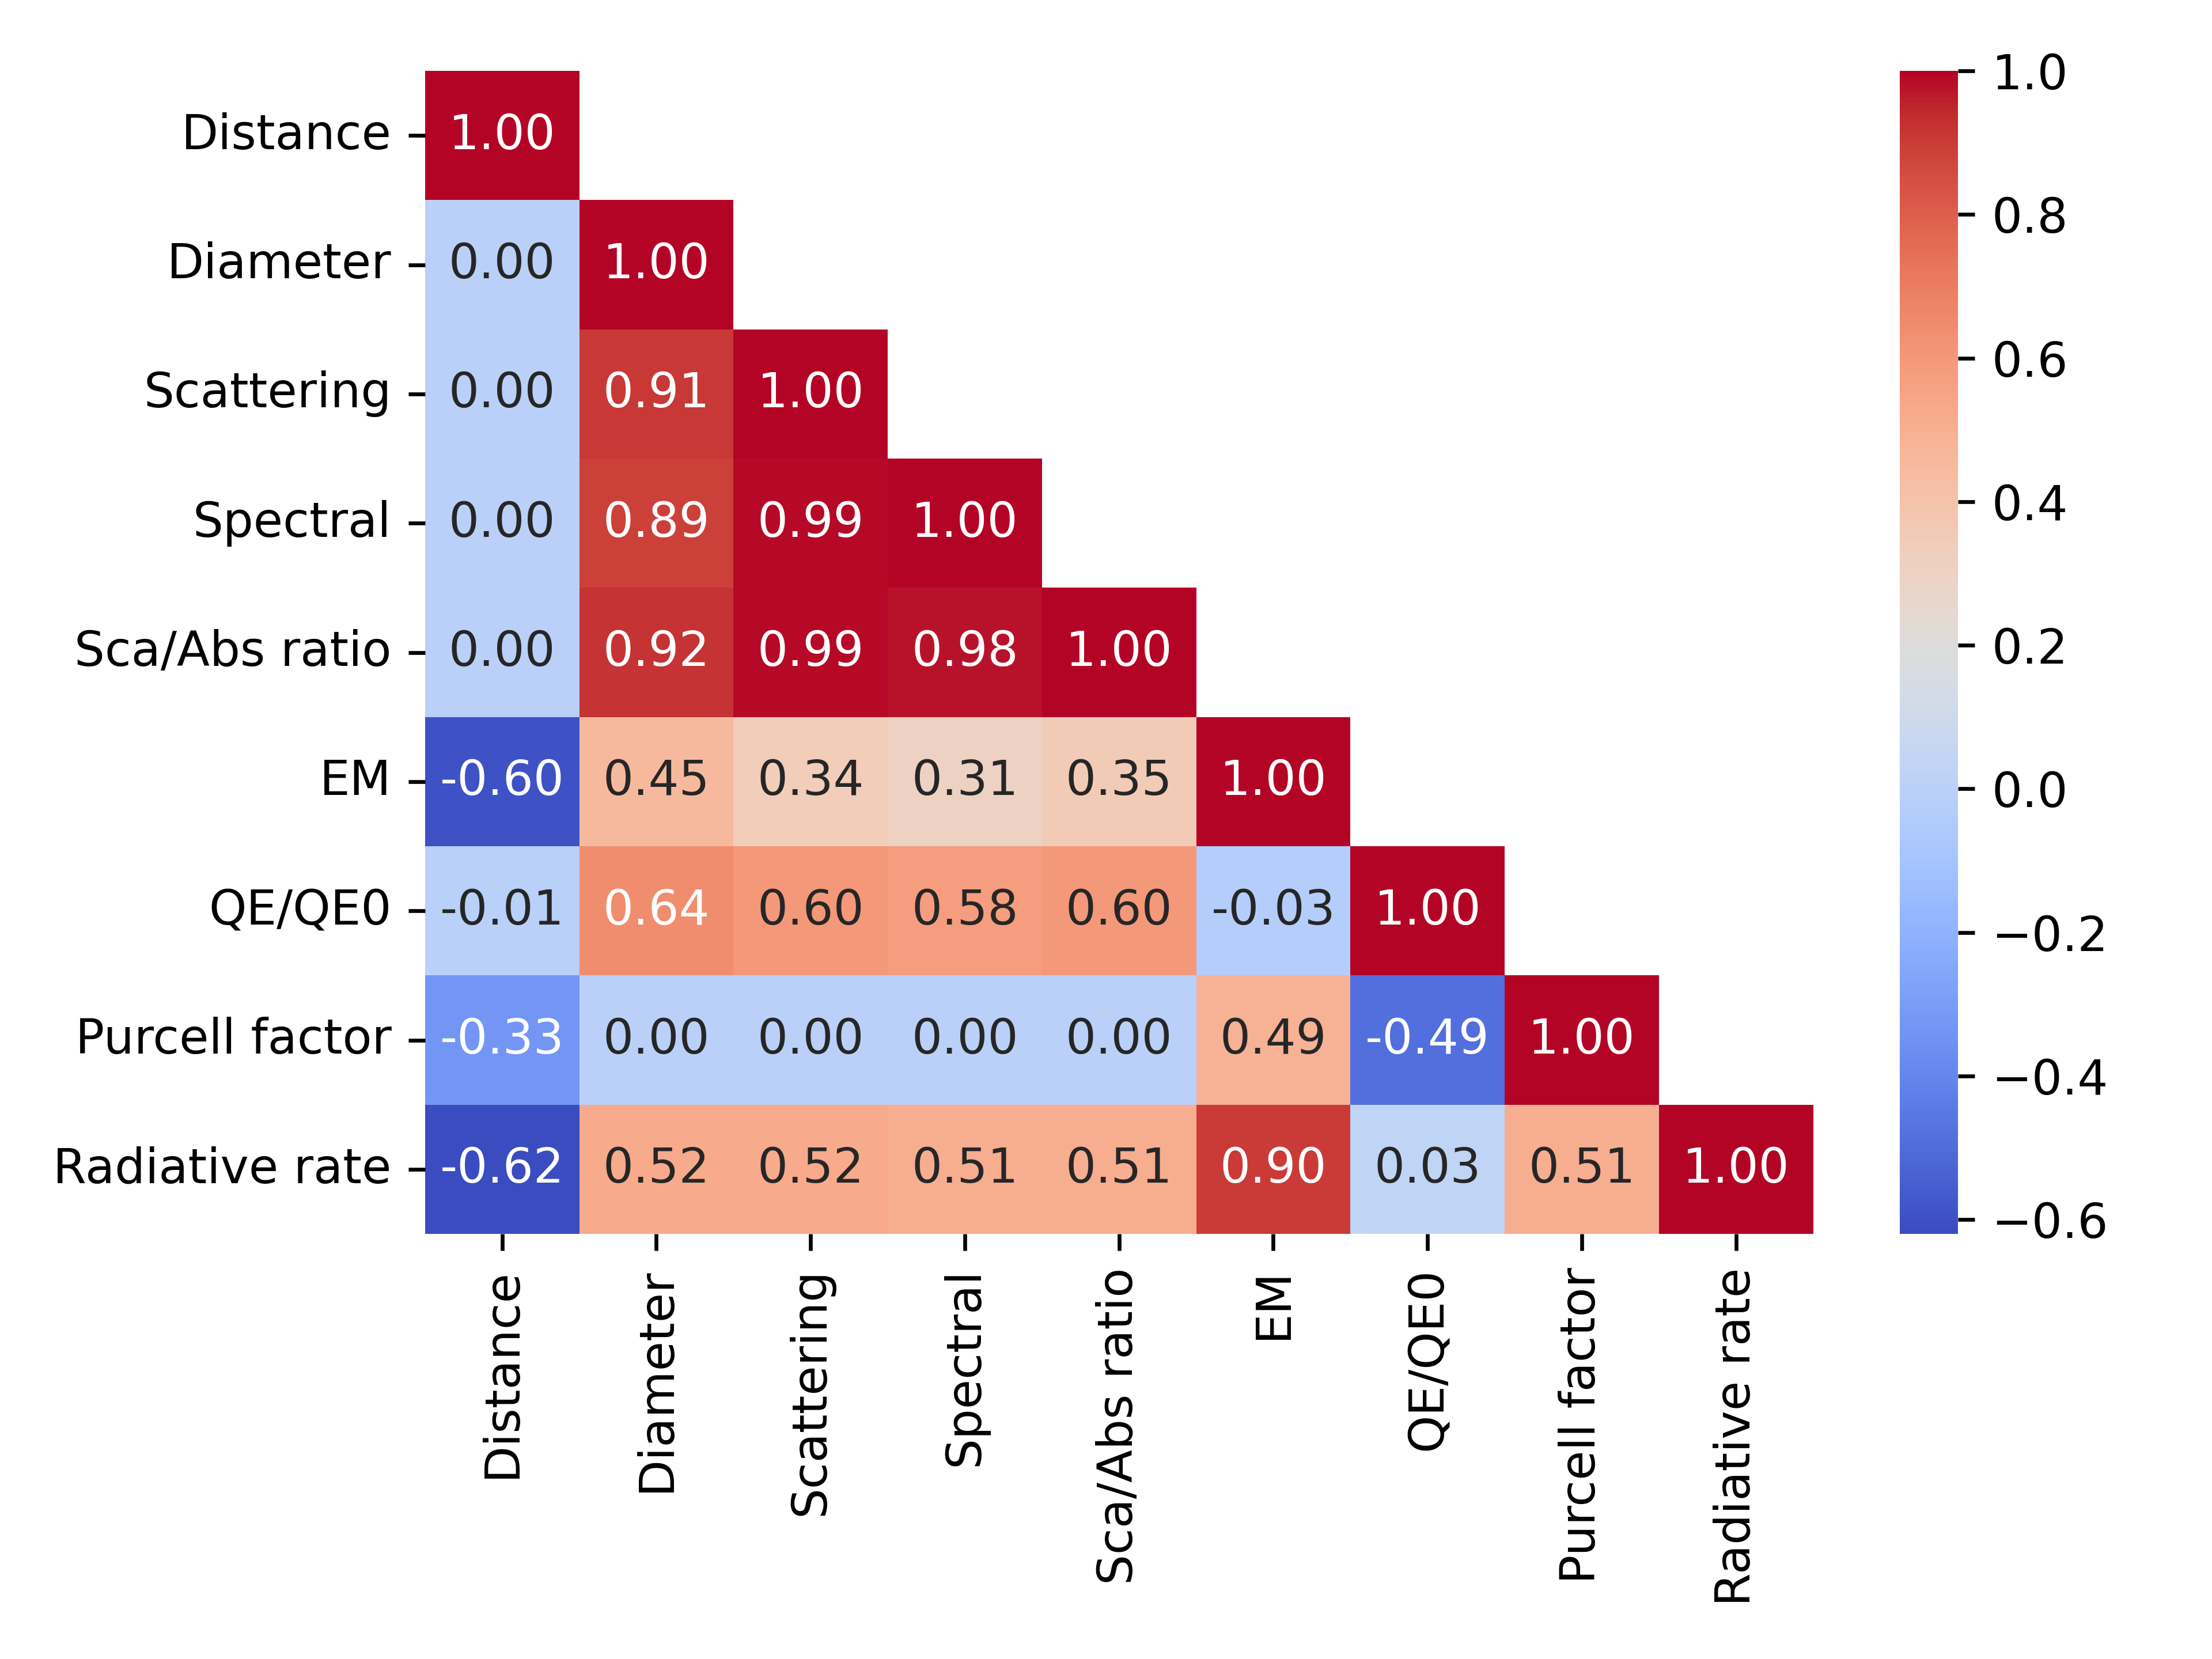 Distance 1.00
Diameter 0.00 1.00
Scattering 0.00 0.91 1.00
Spectral 0.00 0.89 0.99 1.00
Sca/Abs ratio 0.00 0.92 0.99 0.98 1.00
EM -0.60 0.45 0.34 0.31 0.35 1.00
QE/QE0 -0.01 0.64 0.60 0.58 0.60 -0.03 1.00
Purcell factor -0.33 0.00 0.00 0.00 0.00 0.49 -0.49 1.00
Radiative rate -0.62 0.52 0.52 0.51 0.51 0.90 0.03 0.51 1.00
Distance
Diameter
Scattering
Spectral
Sca/Abs ratio
EM
QE/QE0
Purcell factor
Radiative rate
1.0
0.8
0.6
0.4
0.2
0.0
−0.2
−0.4
−0.6